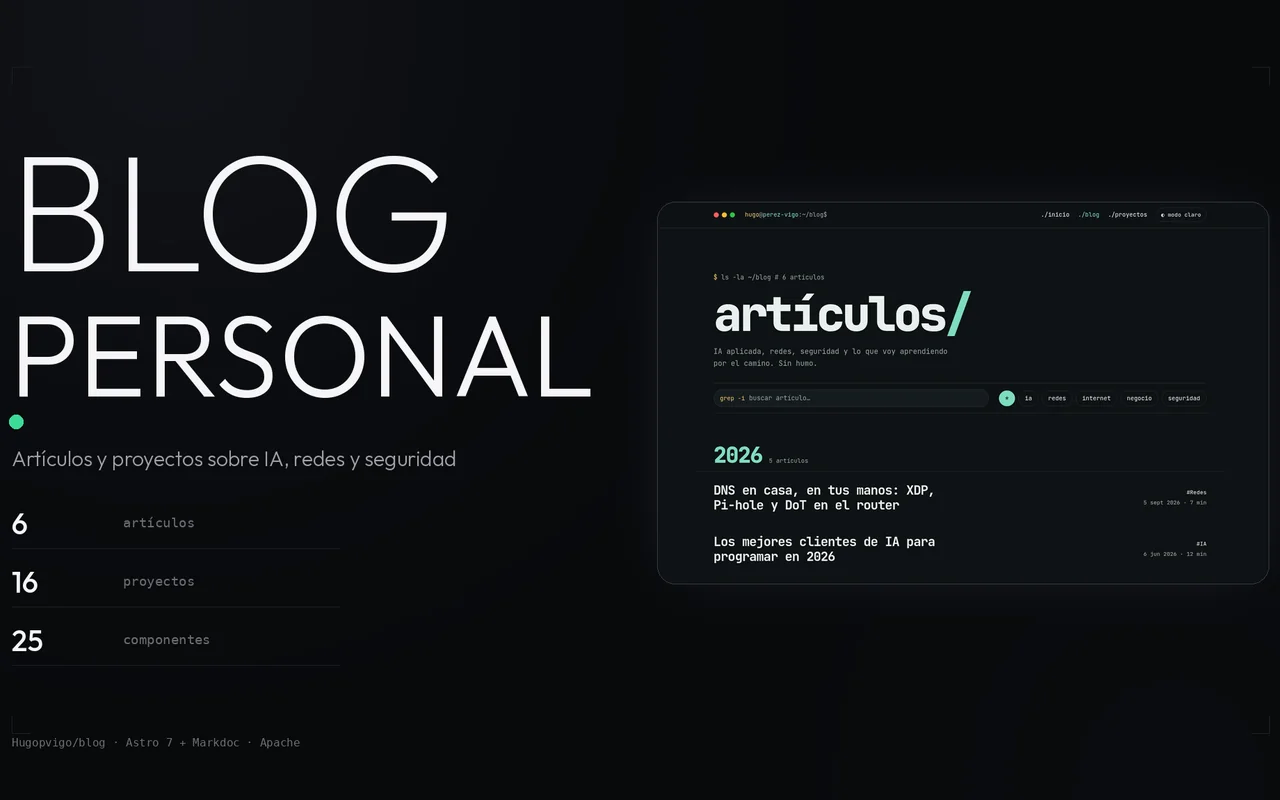 BLOG
PERSONAL
Artículos y proyectos sobre IA, redes y seguridad
6 artículos
16 proyectos
25 componentes
Hugopvigo/blog · Astro 7 + Markdoc · Apache
hugo@perez-vigo:~/blog$
./inicio ./blog ./proyectos ◐ modo claro
$ ls -la ~/blog # 6 artículos
artículos/
IA aplicada, redes, seguridad y lo que voy aprendiendo
por el camino. Sin humo.
grep -i buscar artículo… * ia redes internet negocio seguridad
2026 5 artículos
DNS en casa, en tus manos: XDP,
Pi-hole y DoT en el router
#Redes
5 sept 2026 · 7 min
Los mejores clientes de IA para
programar en 2026
#IA
6 jun 2026 · 12 min